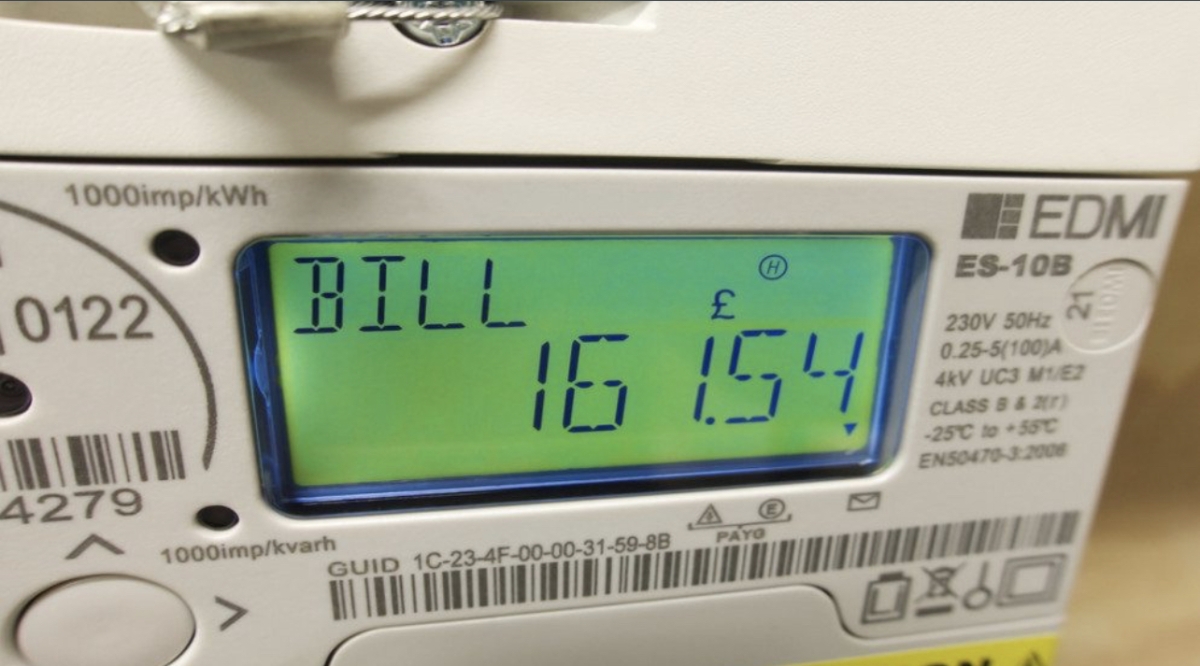 1000imp/kWh
EDMI
ES-10B
BILL
£
H
161.54
0122
21
230V 50Hz
0.25-5(100)A
4kV UC3 M1/E2
CLASS B & 2(r)
-25°C to +55°C
EN50470-3:2006
4279
E
PAYG
1000imp/kvarh
GUID 1C-23-4F-00-00-31-59-8B